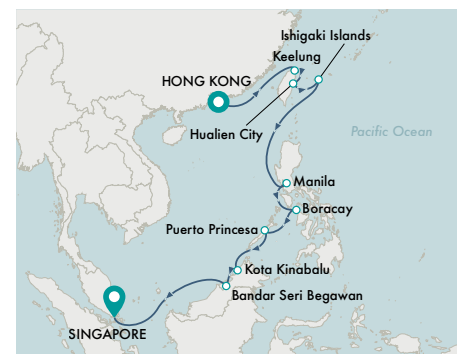 Ishigaki Islands
Keelung
HONG KONG
Hualien City
Pacific Ocean
Manila
Boracay
Puerto Princesa
Kota Kinabalu
Bandar Seri Begawan
SINGAPORE